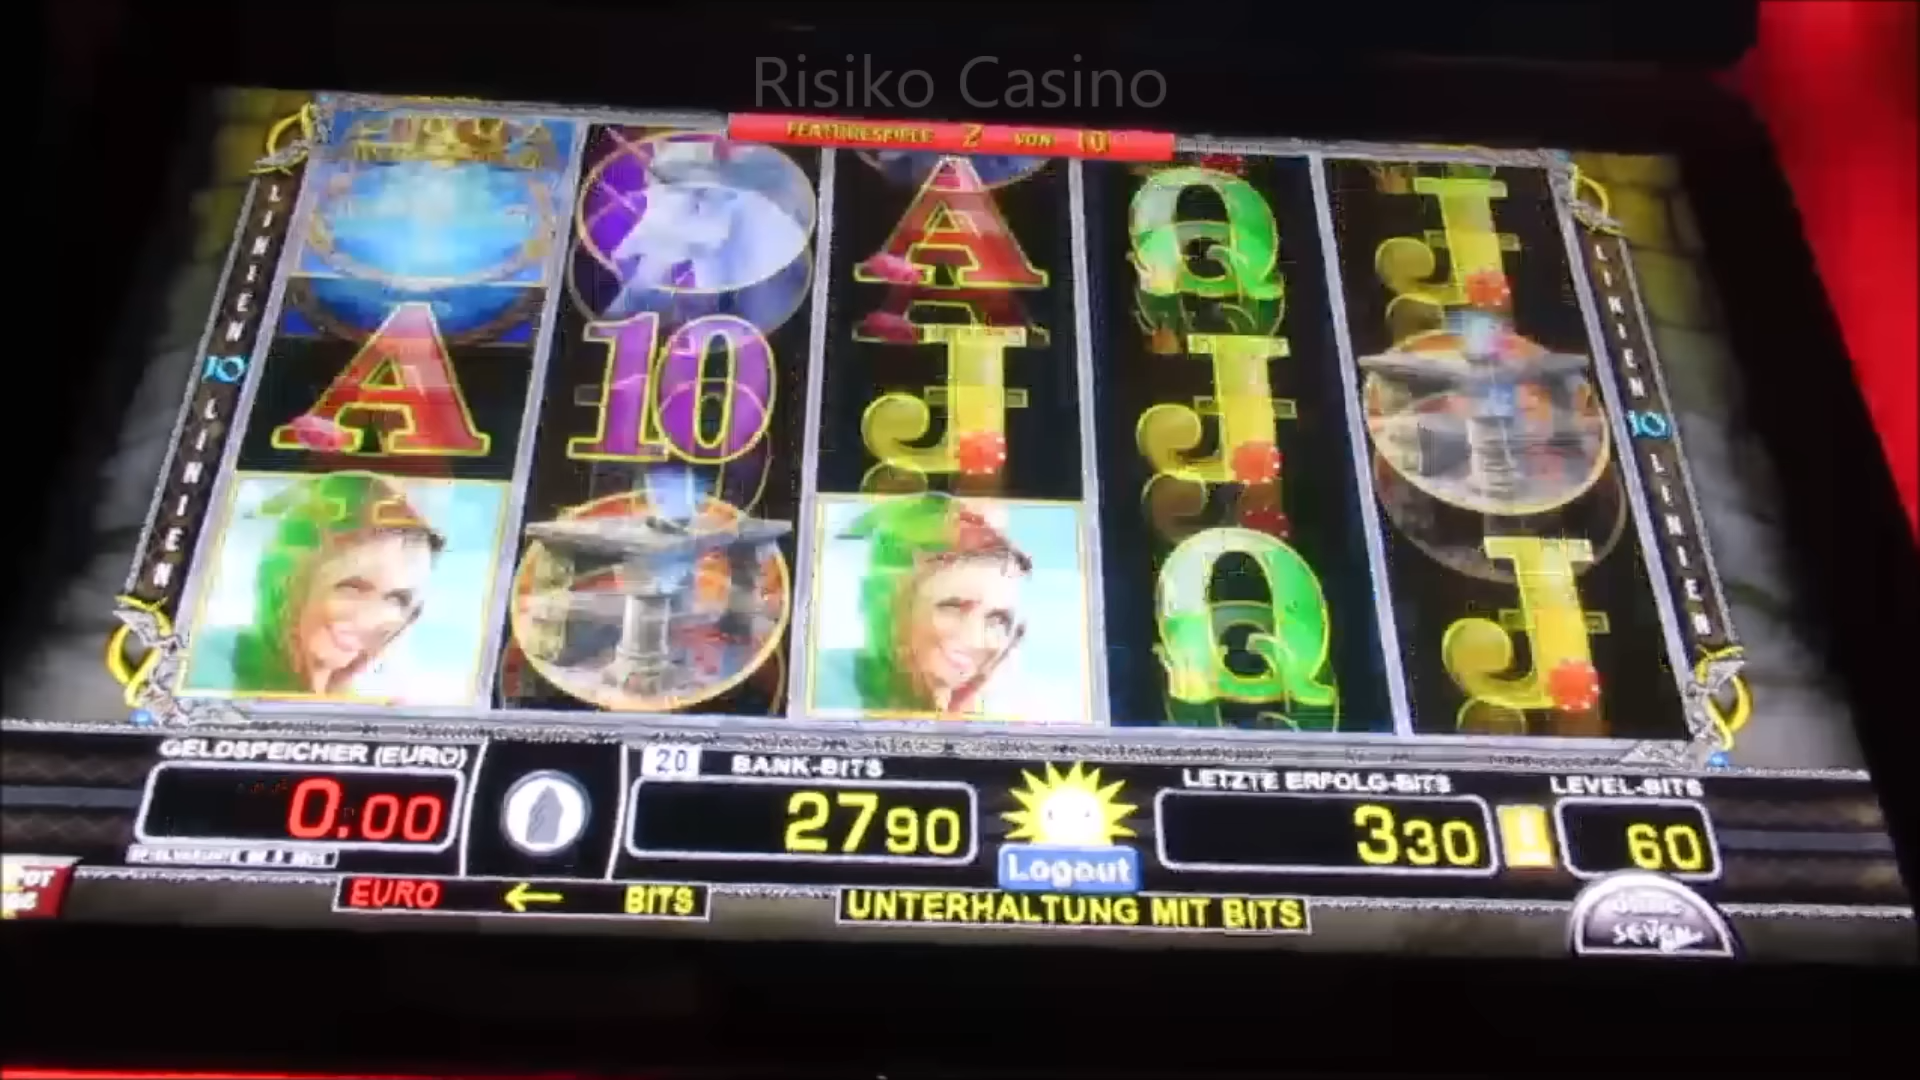 Risiko Casino
FEATURESPIELE 2 VON 10
LINIEN 10 LINIEN
LINIEN 10 LINIEN
A Q J
A 10 J J
Q J
GELDSPEICHER (EURO)
0.00
20 BANK-BITS
2790
Logout
LETZTE ERFOLG-BITS
330
LEVEL-BITS
60
EURO ← BITS
UNTERHALTUNG MIT BITS
SEVEN